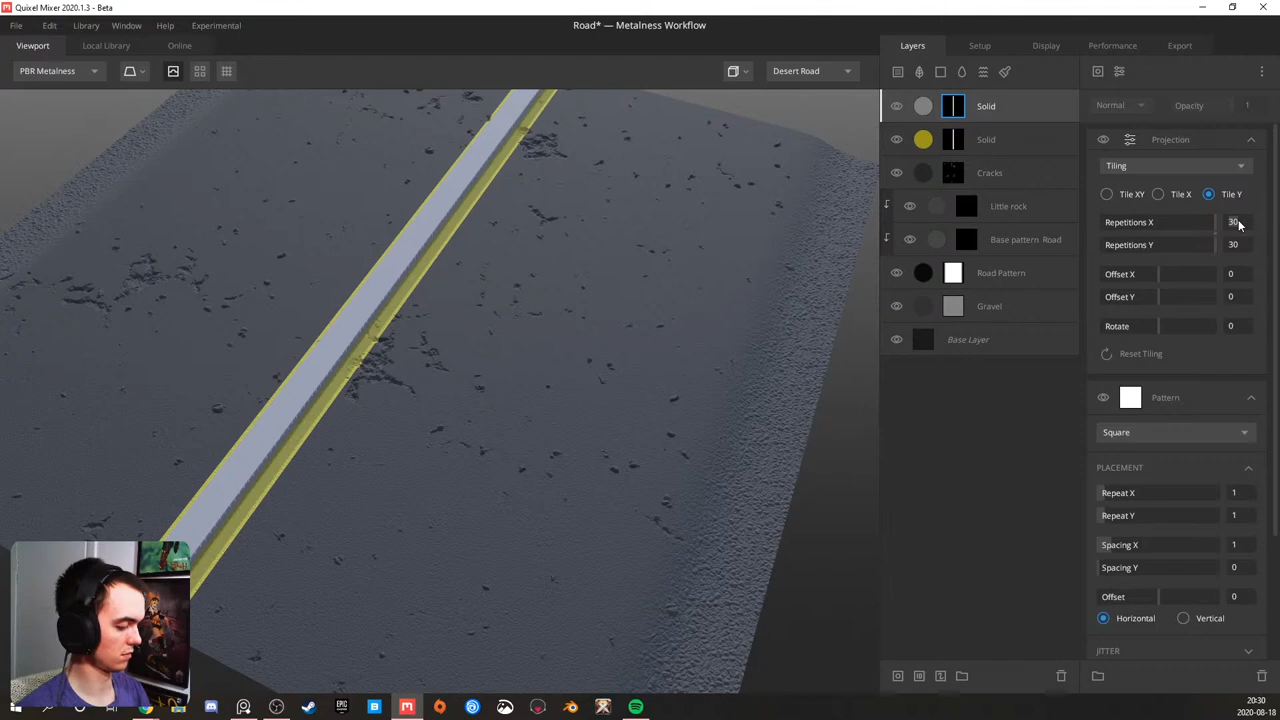 Quixel Mixer 2020.1.3 - Beta
File Edit Library Window Help Experimental
Road* — Metalness Workflow
Viewport Local Library Online
Layers Setup Display Performance Export
PBR Metalness
Desert Road
Normal Opacity 1
Solid
Solid
Cracks
Little rock
Base pattern Road
Road Pattern
Gravel
Base Layer
Projection
Tiling
Tile XY Tile X Tile Y
Repetitions X 30
Repetitions Y 30
Offset X 0
Offset Y 0
Rotate 0
Reset Tiling
Pattern
Square
PLACEMENT
Repeat X 1
Repeat Y 1
Spacing X 1
Spacing Y 0
Offset 0
Horizontal Vertical
JITTER
EPIC
20:30
2020-08-18